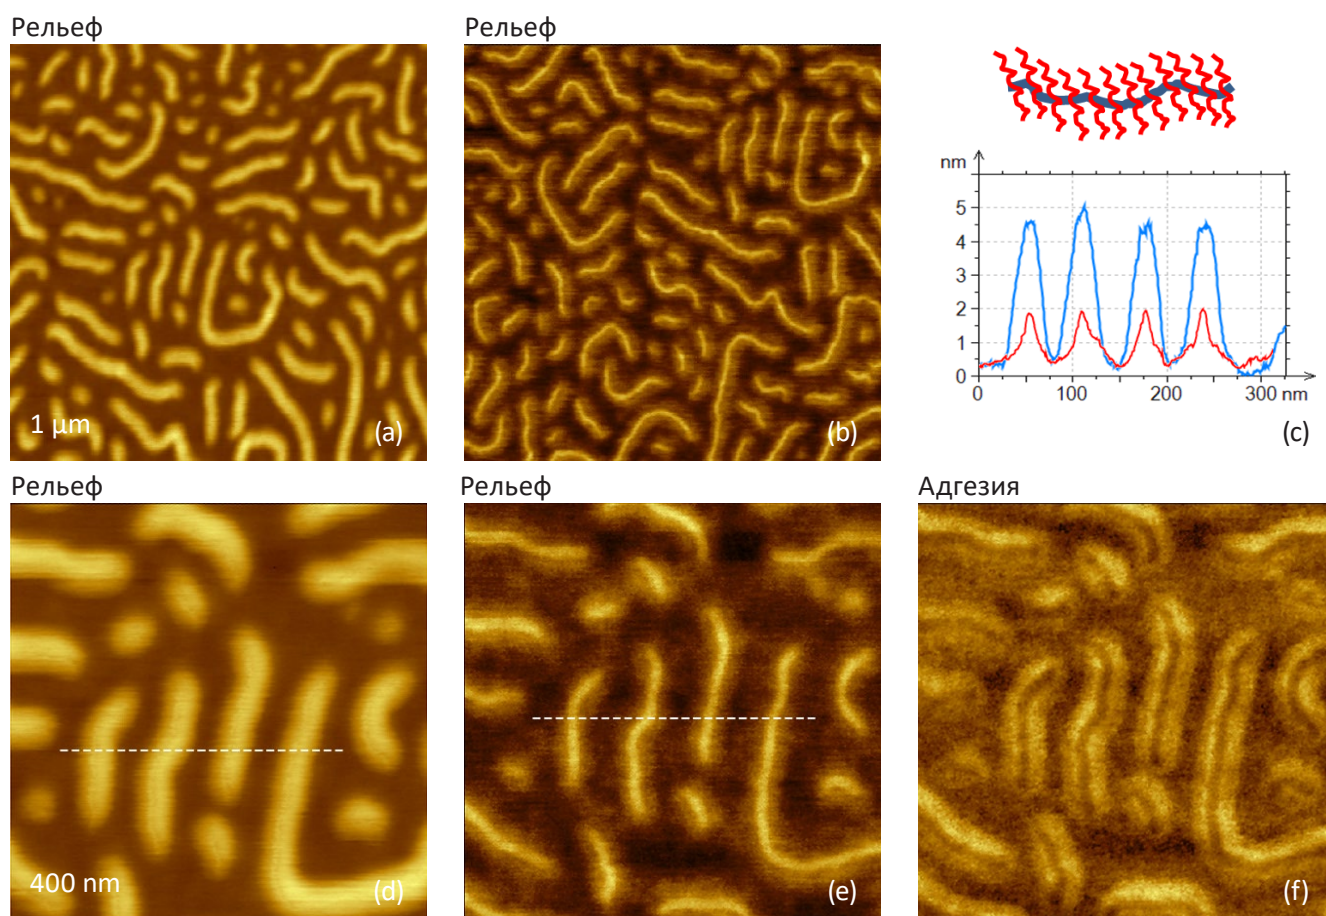 Рельеф
Рельеф
1 µm
(a)
(b)
nm
5
4
3
2
1
0
0 100 200 300 nm
(c)
Рельеф
Рельеф
Адгезия
400 nm
(d)
(e)
(f)